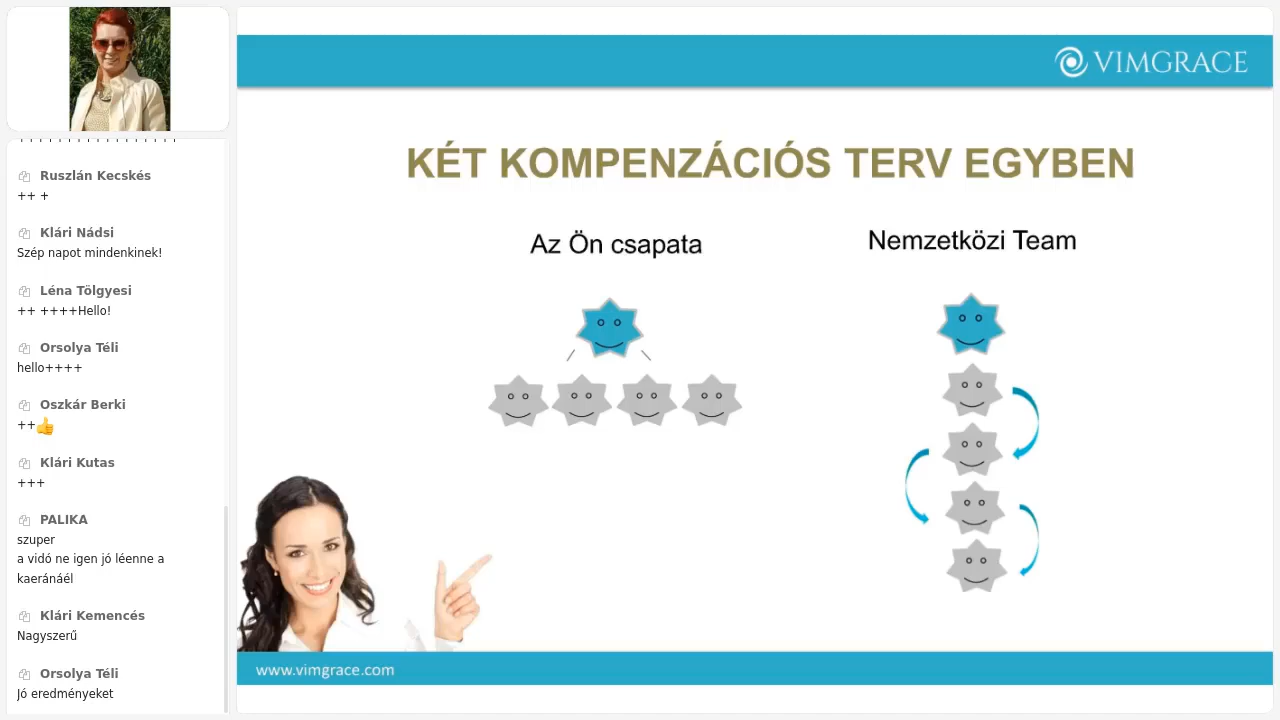 Ruszlán Kecskés
++ +
Klári Nádsi
Szép napot mindenkinek!
Léna Tölgyesi
++ ++++Hello!
Orsolya Téli
hello++++
Oszkár Berki
++👍
Klári Kutas
+++
PALIKA
szuper
a vidó ne igen jó léenne a
kaeránáél
Klári Kemencés
Nagyszerű
Orsolya Téli
Jó eredményeket
VIMGRACE
KÉT KOMPENZÁCIÓS TERV EGYBEN
Az Ön csapata
Nemzetközi Team
www.vimgrace.com